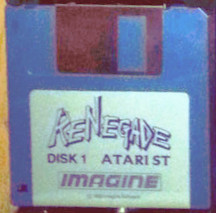 RENEGADE
DISK 1 ATARI ST
IMAGINE